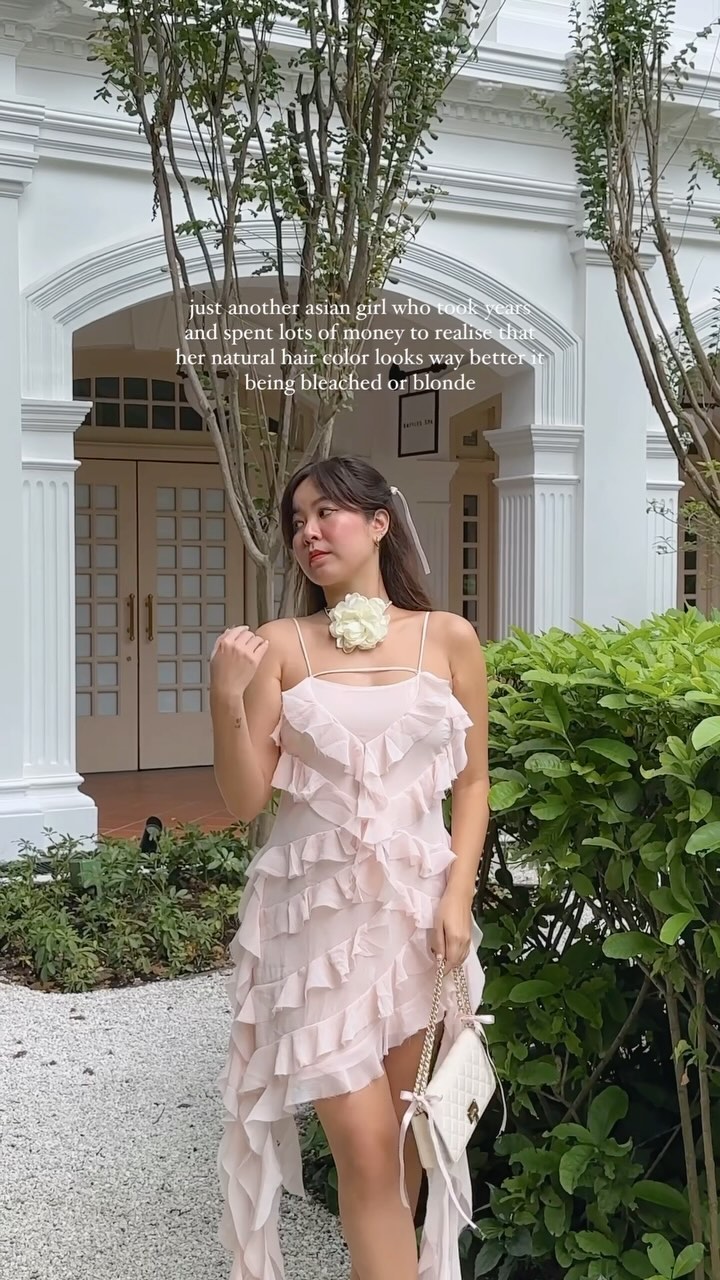 just another asian girl who took years
and spent lots of money to realise that
her natural hair color looks way better it
being bleached or blonde
RAFFLES SPA